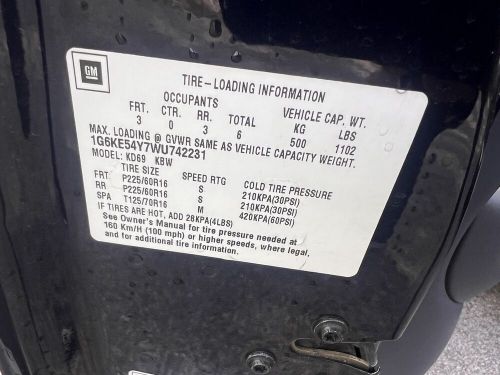 GM
TIRE-LOADING INFORMATION
OCCUPANTS VEHICLE CAP. WT.
FRT. CTR. RR. TOTAL KG LBS
3 0 3 6 500 1102
MAX. LOADING @ GVWR SAME AS VEHICLE CAPACITY WEIGHT.
1G6KE54Y7WU742231
MODEL: KD69 KBW
TIRE SIZE SPEED RTG COLD TIRE PRESSURE
FRT P225/60R16 S 210KPA(30PSI)
RR P225/60R16 S 210KPA(30PSI)
SPA T125/70R16 M 420KPA(60PSI)
IF TIRES ARE HOT, ADD 28KPA(4LBS)
See Owner's Manual for tire pressure needed at
160 Km/H (100 mph) or higher speeds, where legal,
and for additional tire information.